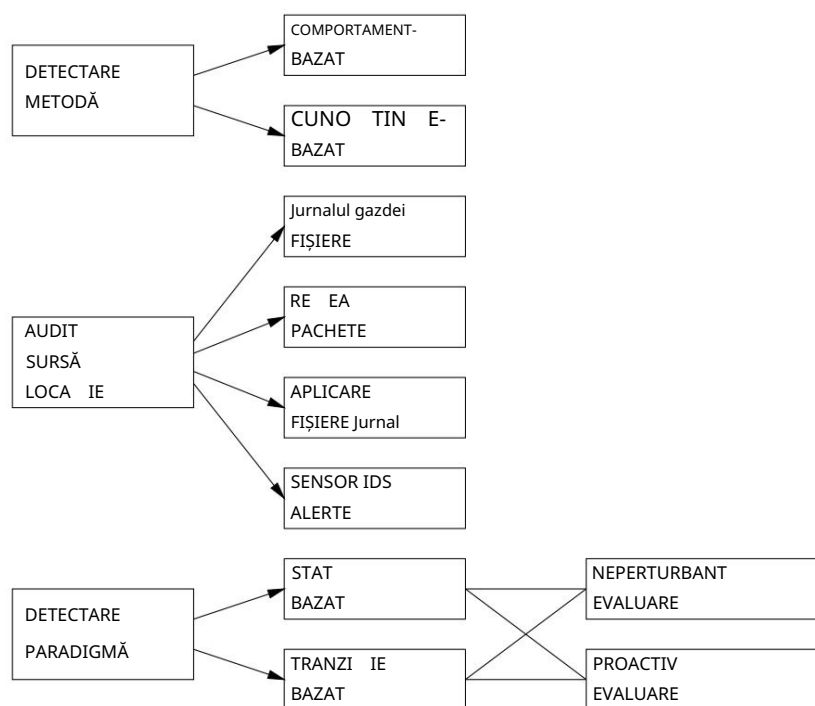 COMPORTAMENT-
BAZAT
DETECTARE
METODĂ
CUNO TIN E-
BAZAT
Jurnalul gazdei
FIȘIERE
RE EA
PACHETE
AUDIT
SURSĂ
LOCA IE
APLICARE
FIȘIERE Jurnal
SENSOR IDS
ALERTE
DETECTARE
PARADIGMĂ
STAT
BAZAT
TRANZI IE
BAZAT
NEPERTURBANT
EVALUARE
PROACTIV
EVALUARE